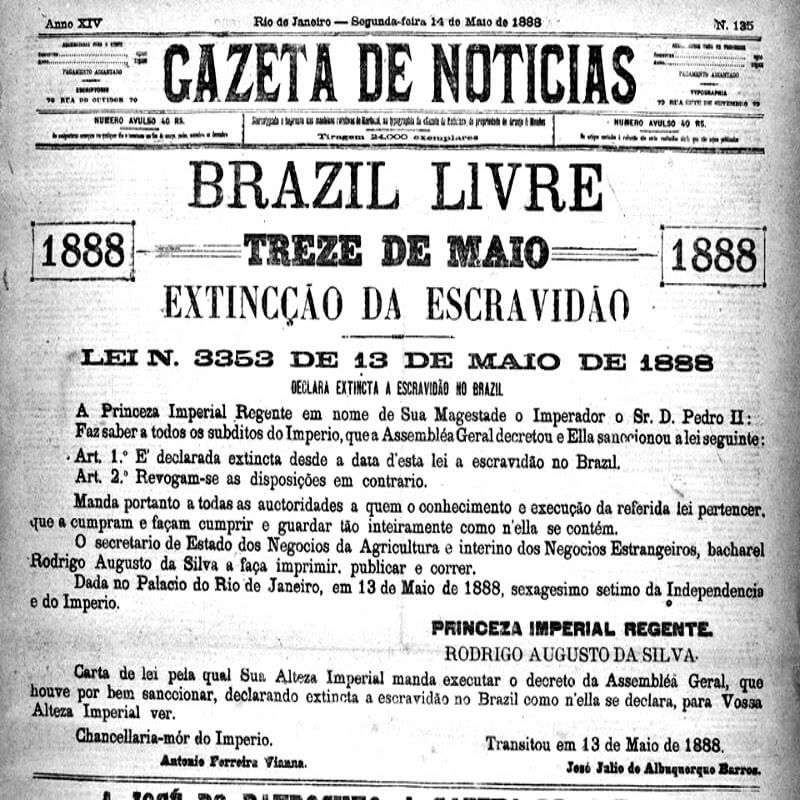 Anno XIV
Rio de Janeiro — Segunda-feira 14 de Maio de 1888
N. 135
PAGAMENTO ADIANTADO
ESCRIPTORIO
70 RUA DO OUVIDOR 70
GAZETA DE NOTICIAS
PAGAMENTO ADIANTADO
TYPOGRAPHIA
RUA SETE DE SETEMBRO
NUMERO AVULSO 40 RS.
Tiragem 24.000 exemplares
NUMERO AVULSO 40 RS.
BRAZIL LIVRE
1888
TREZE DE MAIO
1888
EXTINCÇÃO DA ESCRAVIDÃO
LEI N. 3353 DE 13 DE MAIO DE 1888
DECLARA EXTINCTA A ESCRAVIDÃO NO BRAZIL
A Princeza Imperial Regente em nome de Sua Magestade o Imperador o Sr. D. Pedro II:
Faz saber a todos os subditos do Imperio, que a Assembléa Geral decretou e Ella sanccionou a lei seguinte:
Art. 1.º E' declarada extincta desde a data d'esta lei a escravidão no Brazil.
Art. 2.º Revogam-se as disposições em contrario.
Manda portanto a todas as auctoridades a quem o conhecimento e execução da referida lei pertencer,
que a cumpram e façam cumprir e guardar tão inteiramente como n'ella se contém.
O secretario de Estado dos Negocios da Agricultura e interino dos Negocios Estrangeiros, bacharel
Rodrigo Augusto da Silva a faça imprimir, publicar e correr.
Dada no Palacio do Rio de Janeiro, em 13 de Maio de 1888, sexagesimo setimo da Independencia
e do Imperio.
PRINCEZA IMPERIAL REGENTE.
RODRIGO AUGUSTO DA SILVA.
Carta de lei pela qual Sua Alteza Imperial manda executar o decreto da Assembléa Geral, que
houve por bem sanccionar, declarando extincta a escravidão no Brazil como n'ella se declara, para Vossa
Alteza Imperial ver.
Chancellaria-mór do Imperio.
Antonio Ferreira Vianna.
Transitou em 13 de Maio de 1888.
José Julio de Albuquerque Barros.